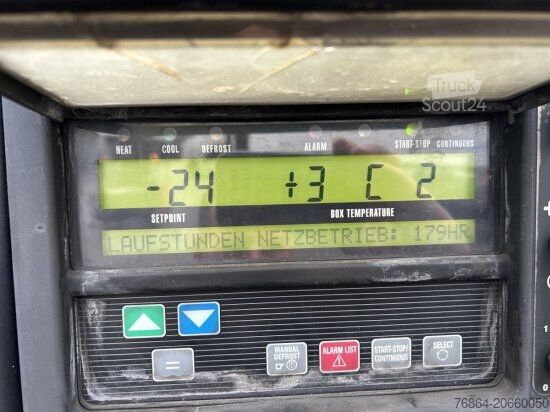 Truck
Scout24
HEAT COOL DEFROST ALARM START-STOP CONTINUOUS
-24 +3 C 2
SETPOINT BOX TEMPERATURE
LAUFSTUNDEN NETZBETRIEB: 179HR
=
MANUAL DEFROST ALARM LIST START-STOP/CONTINUOUS SELECT
76864-20660050